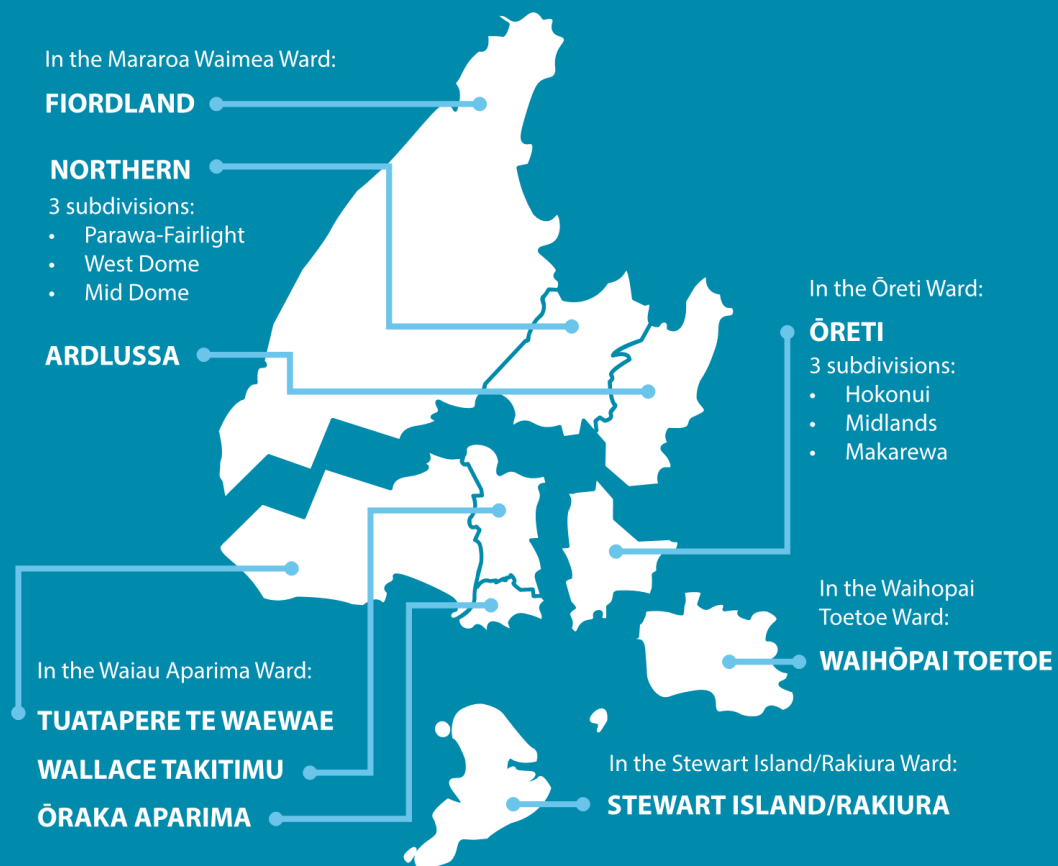 In the Mararoa Waimea Ward:
FIORDLAND
NORTHERN
3 subdivisions:
• Parawa-Fairlight
• West Dome
• Mid Dome
ARDLUSSA
In the Ōreti Ward:
ŌRETI
3 subdivisions:
• Hokonui
• Midlands
• Makarewa
In the Waihopai
Toetoe Ward:
WAIHŌPAI TOETOE
In the Waiau Aparima Ward:
TUATAPERE TE WAEWAE
WALLACE TAKITIMU
ŌRAKA APARIMA
In the Stewart Island/Rakiura Ward:
STEWART ISLAND/RAKIURA